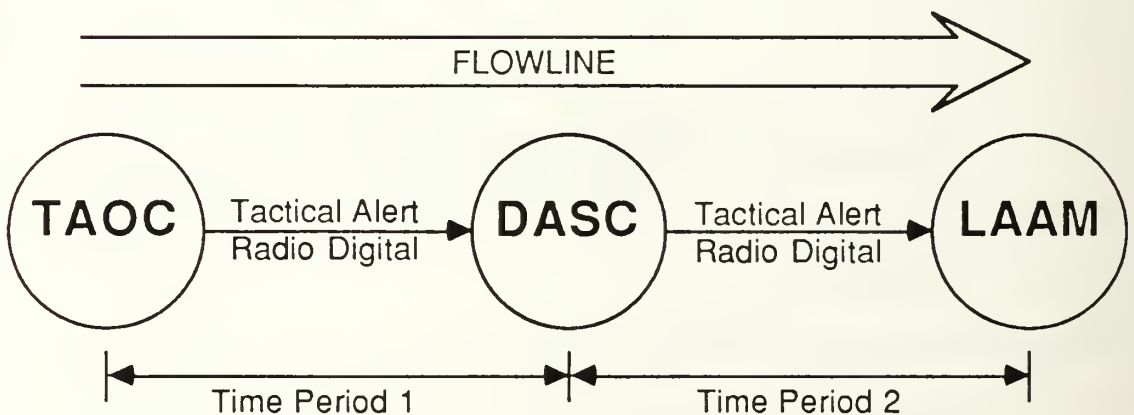 FLOWLINE
TAOC
Tactical Alert
Radio Digital
DASC
Tactical Alert
Radio Digital
LAAM
Time Period 1
Time Period 2